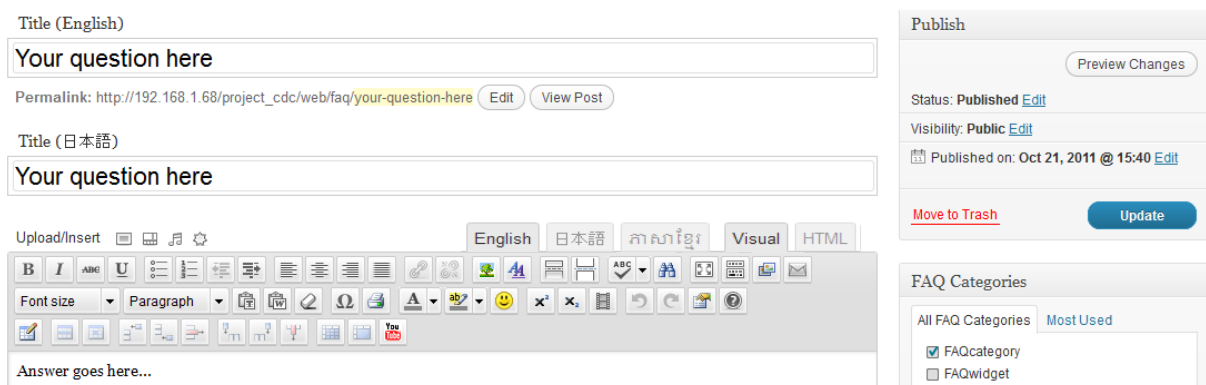 Title (English)
Your question here
Permalink: http://192.168.1.68/project_cdc/web/faq/your-question-here Edit View Post
Title (日本語)
Your question here
Upload/Insert
English 日本語 ភាសាខ្មែរ Visual HTML
B I ABC U ABC
Font size Paragraph T W Ω A ab x² x₂ ?
You Tube
Answer goes here...
Publish
Preview Changes
Status: Published Edit
Visibility: Public Edit
Published on: Oct 21, 2011 @ 15:40 Edit
Move to Trash Update
FAQ Categories
All FAQ Categories Most Used
FAQcategory
FAQwidget